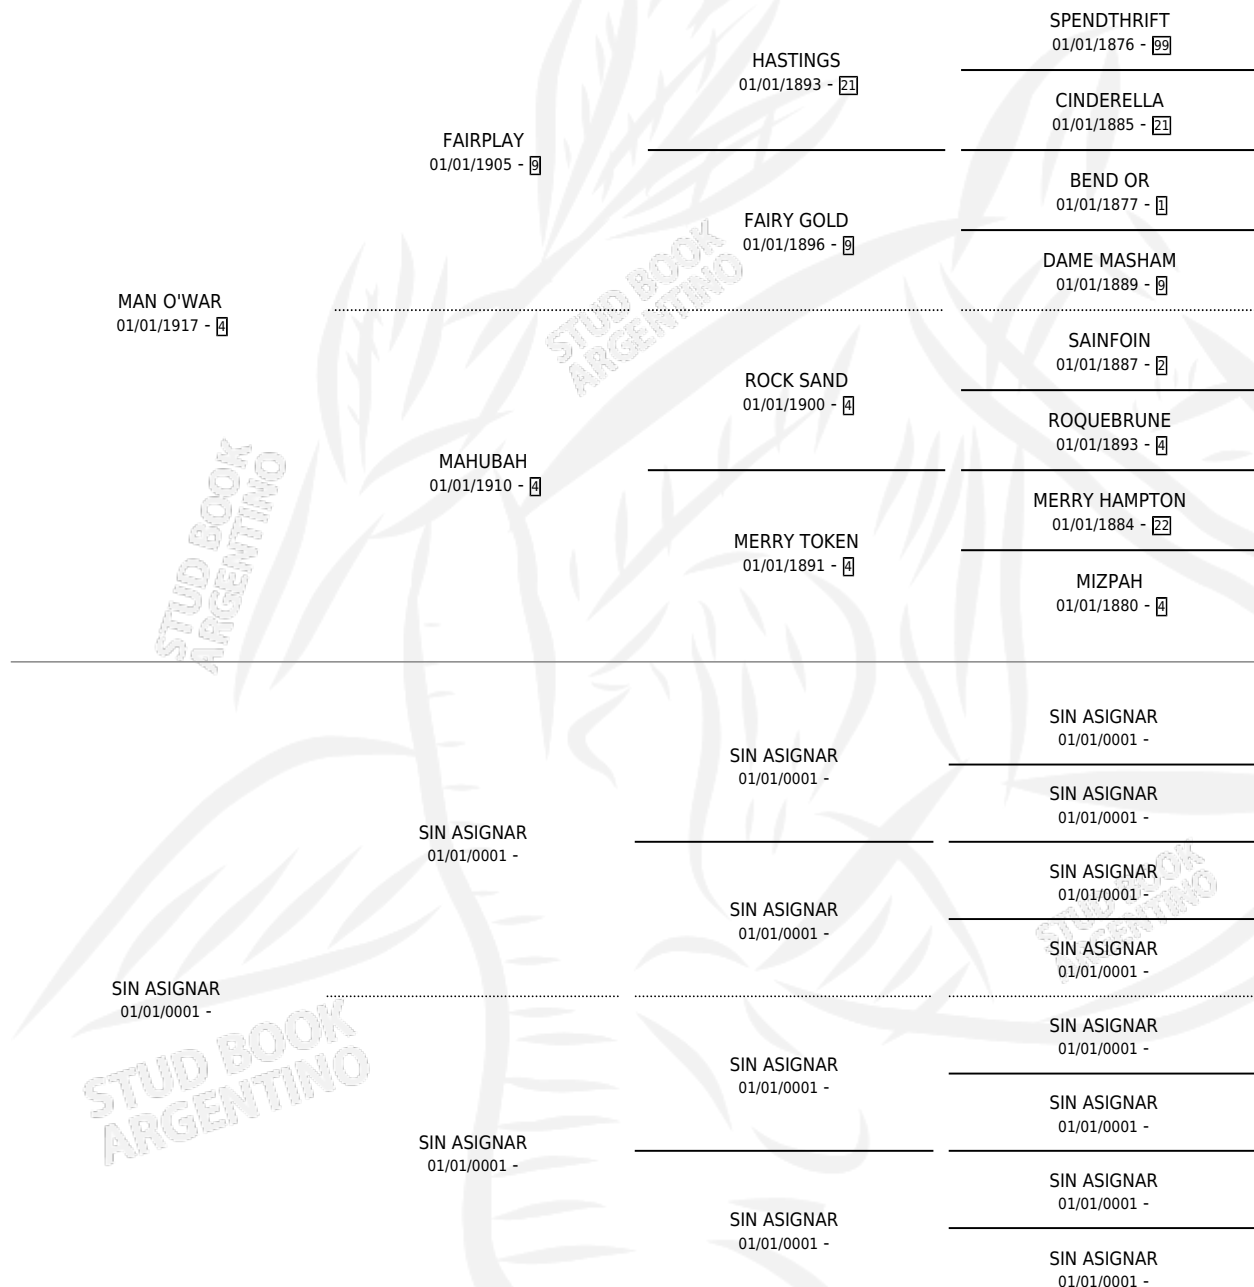 SPENDTHRIFT
01/01/1876 - 99
HASTINGS
01/01/1893 - 21
CINDERELLA
01/01/1885 - 21
FAIRPLAY
01/01/1905 - 9
BEND OR
01/01/1877 - 1
FAIRY GOLD
01/01/1896 - 9
DAME MASHAM
01/01/1889 - 9
MAN O'WAR
01/01/1917 - 4
SAINFOIN
01/01/1887 - 2
ROCK SAND
01/01/1900 - 4
ROQUEBRUNE
01/01/1893 - 4
MAHUBAH
01/01/1910 - 4
MERRY HAMPTON
01/01/1884 - 22
MERRY TOKEN
01/01/1891 - 4
MIZPAH
01/01/1880 - 4
STUD BOOK
ARGENTINO
STUD BOOK
ARGENTINO
SIN ASIGNAR
01/01/0001 -
SIN ASIGNAR
01/01/0001 -
SIN ASIGNAR
01/01/0001 -
SIN ASIGNAR
01/01/0001 -
SIN ASIGNAR
01/01/0001 -
SIN ASIGNAR
01/01/0001 -
SIN ASIGNAR
01/01/0001 -
SIN ASIGNAR
01/01/0001 -
SIN ASIGNAR
01/01/0001 -
SIN ASIGNAR
01/01/0001 -
SIN ASIGNAR
01/01/0001 -
SIN ASIGNAR
01/01/0001 -
SIN ASIGNAR
01/01/0001 -
SIN ASIGNAR
01/01/0001 -
SIN ASIGNAR
01/01/0001 -
STUD BOOK
ARGENTINO
STUD BOOK
ARGENTINO